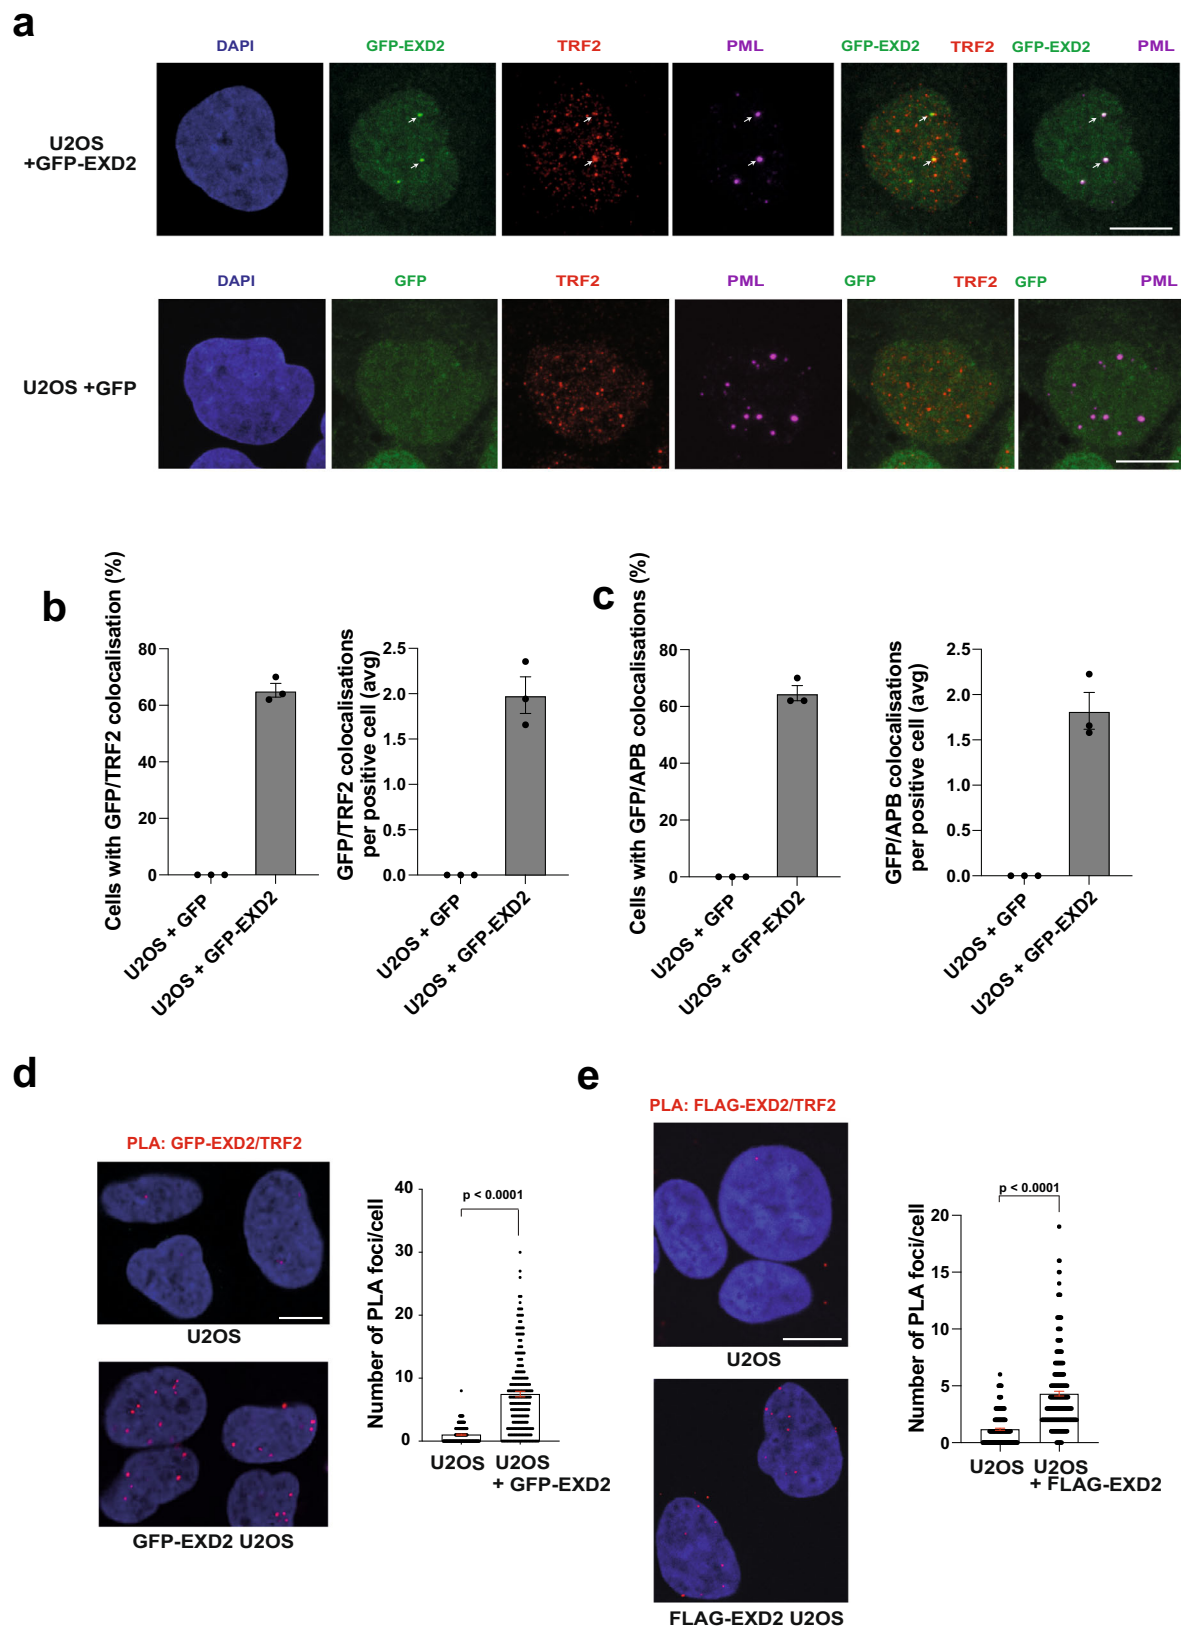 a
DAPI GFP-EXD2 TRF2 PML GFP-EXD2 TRF2 GFP-EXD2 PML
U2OS
+GFP-EXD2
DAPI GFP TRF2 PML GFP TRF2 GFP PML
U2OS +GFP
b
Cells with GFP/TRF2 colocalisation (%)
80
60
40
20
0
U2OS + GFP
U2OS + GFP-EXD2
GFP/TRF2 colocalisations
per positive cell (avg)
2.5
2.0
1.5
1.0
0.5
0.0
U2OS + GFP
U2OS + GFP-EXD2
c
Cells with GFP/APB colocalisations (%)
80
60
40
20
0
U2OS + GFP
U2OS + GFP-EXD2
GFP/APB colocalisations
per positive cell (avg)
2.5
2.0
1.5
1.0
0.5
0.0
U2OS + GFP
U2OS + GFP-EXD2
d
PLA: GFP-EXD2/TRF2
U2OS
GFP-EXD2 U2OS
Number of PLA foci/cell
40
30
20
10
0
p < 0.0001
U2OS U2OS
+ GFP-EXD2
e
PLA: FLAG-EXD2/TRF2
U2OS
FLAG-EXD2 U2OS
Number of PLA foci/cell
20
15
10
5
0
p < 0.0001
U2OS U2OS
+ FLAG-EXD2